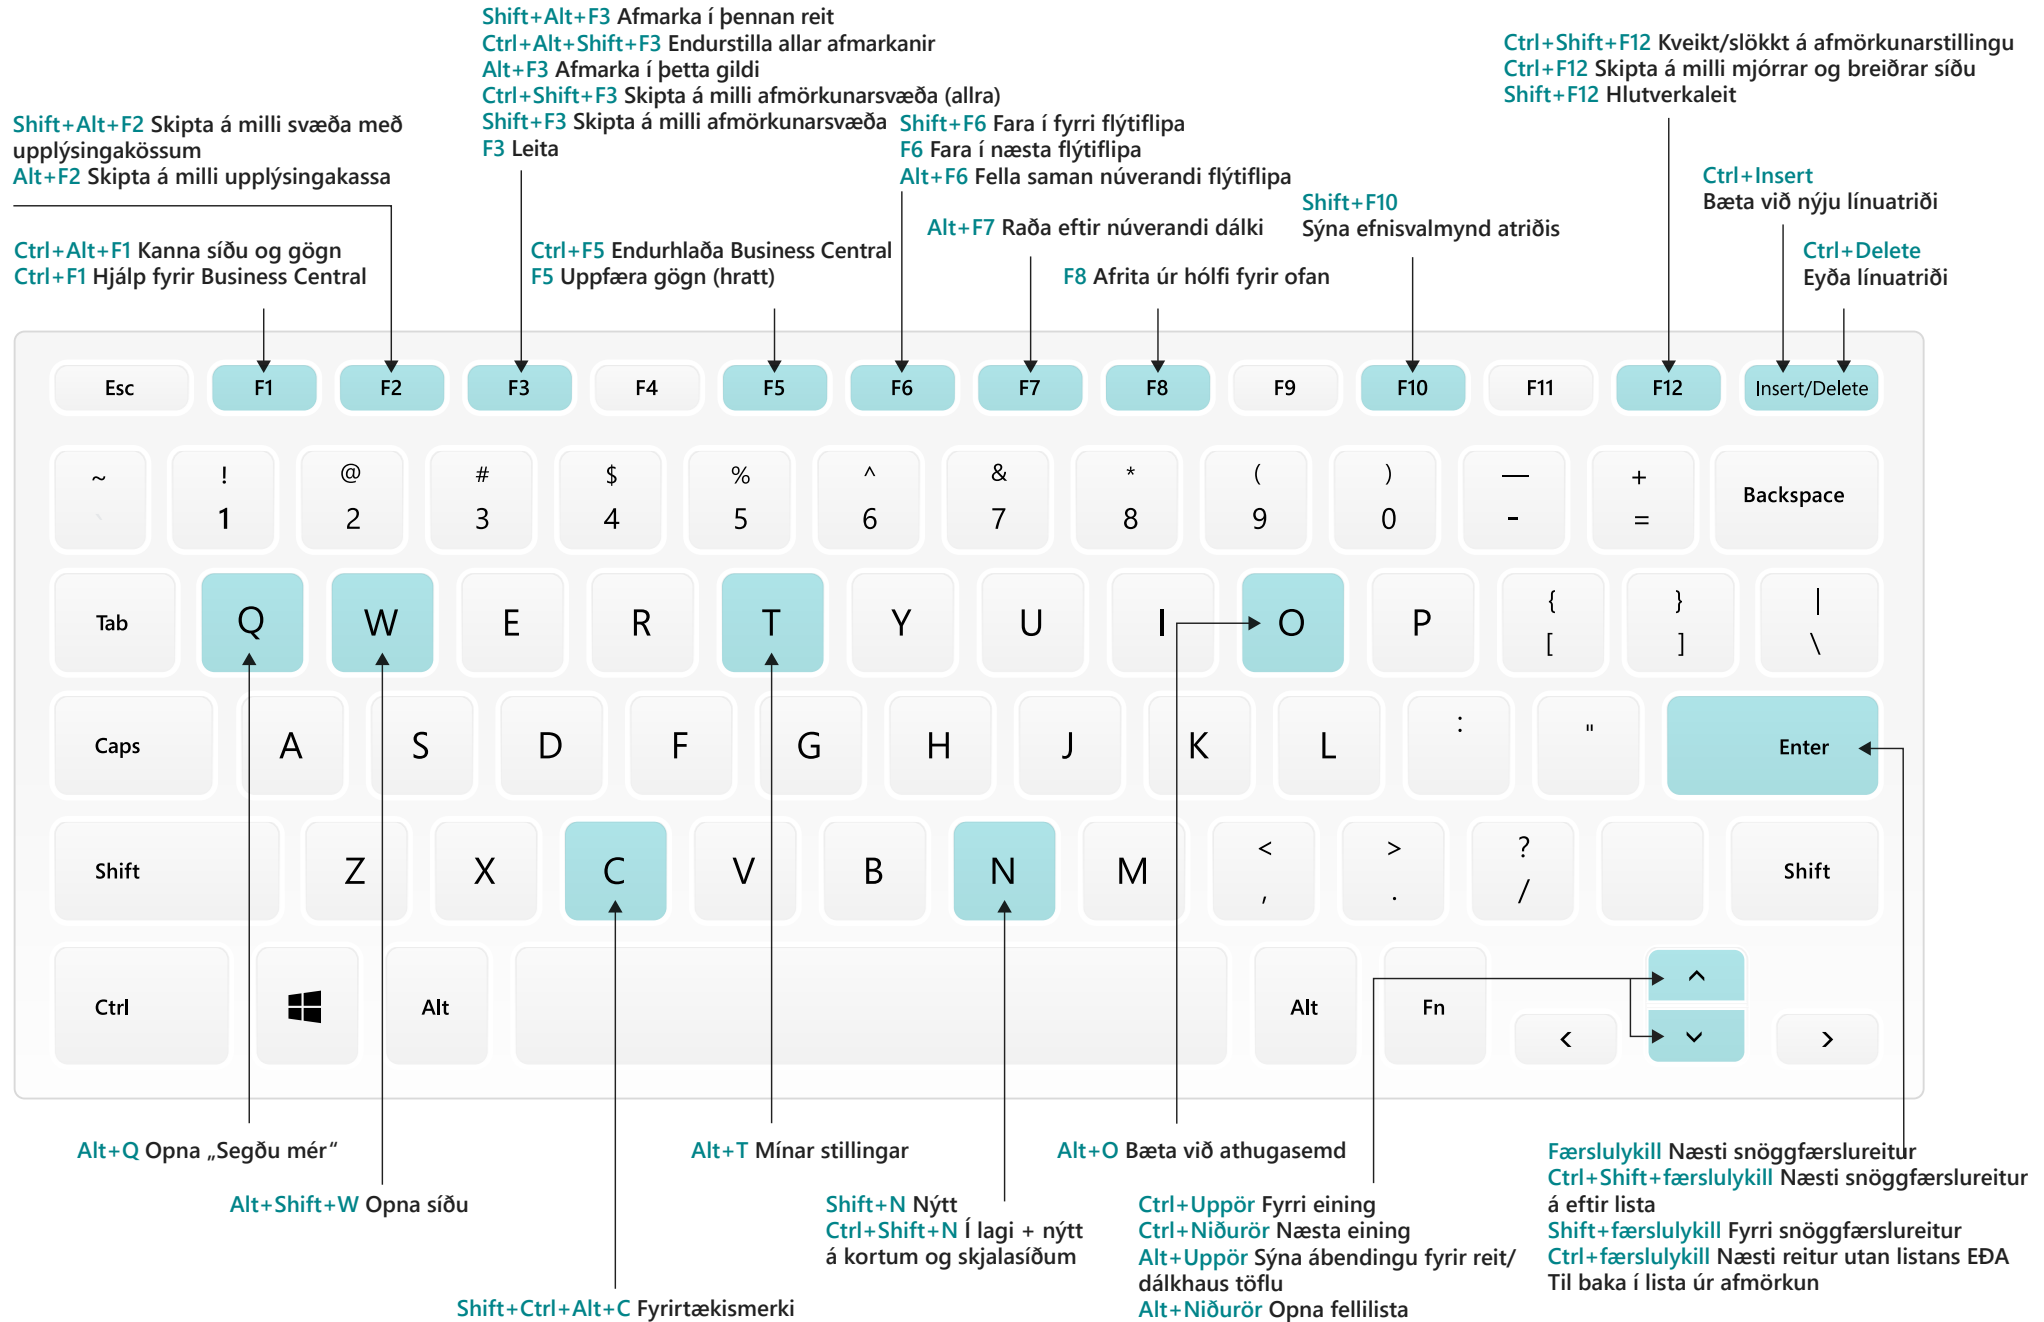 Shift+Alt+F3 Afmarka í þennan reit
Ctrl+Alt+Shift+F3 Endurstilla allar afmarkanir
Alt+F3 Afmarka í þetta gildi
Ctrl+Shift+F3 Skipta á milli afmörkunarsvæða (allra)
Shift+F3 Skipta á milli afmörkunarsvæða
F3 Leita
Ctrl+Shift+F12 Kveikt/slökkt á afmörkunarstillingu
Ctrl+F12 Skipta á milli mjórrar og breiðrar síðu
Shift+F12 Hlutverkaleit
Shift+Alt+F2 Skipta á milli svæða með
upplýsingakössum
Alt+F2 Skipta á milli upplýsingakassa
Shift+F6 Fara í fyrri flýtiflipa
F6 Fara í næsta flýtiflipa
Alt+F6 Fella saman núverandi flýtiflipa
Ctrl+Insert
Bæta við nýju línuatriði
Shift+F10
Sýna efnisvalmynd atriðis
Alt+F7 Raða eftir núverandi dálki
Ctrl+Alt+F1 Kanna síðu og gögn
Ctrl+F1 Hjálp fyrir Business Central
Ctrl+F5 Endurhlaða Business Central
F5 Uppfæra gögn (hratt)
F8 Afrita úr hólfi fyrir ofan
Ctrl+Delete
Eyða línuatriði
Esc F1 F2 F3 F4 F5 F6 F7 F8 F9 F10 F11 F12 Insert/Delete
~ ! @ # $ % ^ & * ( ) — +
` 1 2 3 4 5 6 7 8 9 0 - = Backspace
Tab Q W E R T Y U I O P { [ } ] | \
Caps A S D F G H J K L : " Enter
Shift Z X C V B N M < , > . ? / Shift
Ctrl Alt Alt Fn < ^ ⌄ >
Alt+Q Opna „Segðu mér“
Alt+T Mínar stillingar
Alt+O Bæta við athugasemd
Alt+Shift+W Opna síðu
Shift+N Nýtt
Ctrl+Shift+N Í lagi + nýtt
á kortum og skjalasíðum
Shift+Ctrl+Alt+C Fyrirtækismerki
Ctrl+Uppör Fyrri eining
Ctrl+Niðurör Næsta eining
Alt+Uppör Sýna ábendingu fyrir reit/
dálkhaus töflu
Alt+Niðurör Opna fellilista
Færslulykill Næsti snöggfærslureitur
Ctrl+Shift+færslulykill Næsti snöggfærslureitur
á eftir lista
Shift+færslulykill Fyrri snöggfærslureitur
Ctrl+færslulykill Næsti reitur utan listans EÐA
Til baka í lista úr afmörkun